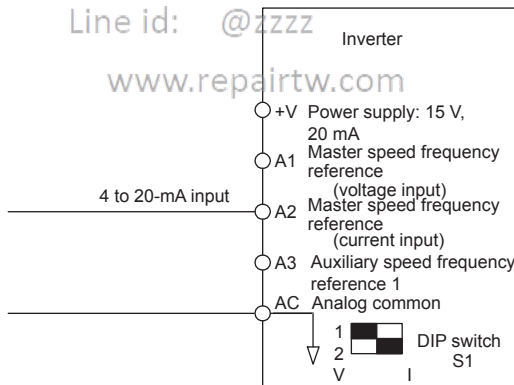 Line id: @zzzz
www.repairtw.com
Inverter
+V Power supply: 15 V,
20 mA
A1 Master speed frequency
reference
(voltage input)
4 to 20-mA input
A2 Master speed frequency
reference
(current input)
A3 Auxiliary speed frequency
reference 1
AC Analog common
1
2
DIP switch
S1
V I